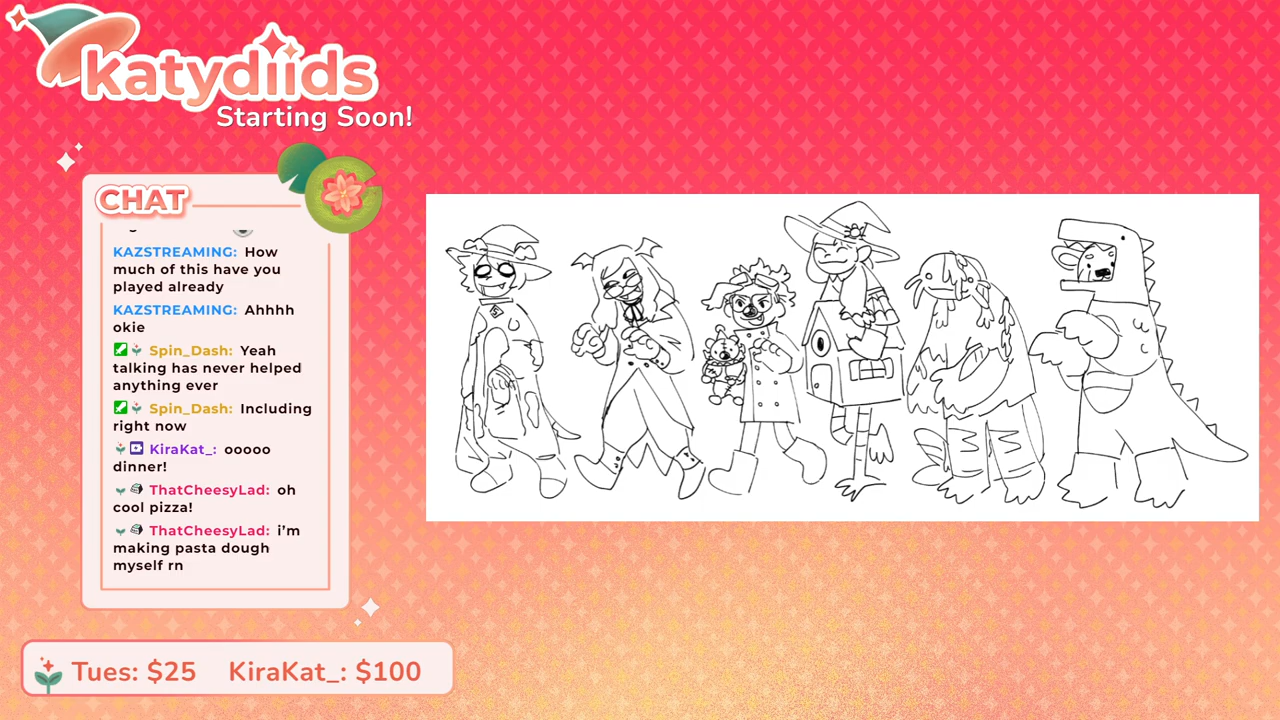 Katydiids
Starting Soon!
CHAT
KAZSTREAMING: How
much of this have you
played already
KAZSTREAMING: Ahhhh
okie
Spin_Dash: Yeah
talking has never helped
anything ever
Spin_Dash: Including
right now
KiraKat_: ooooo
dinner!
ThatCheesyLad: oh
cool pizza!
ThatCheesyLad: i’m
making pasta dough
myself rn
Tues: $25 KiraKat_: $100